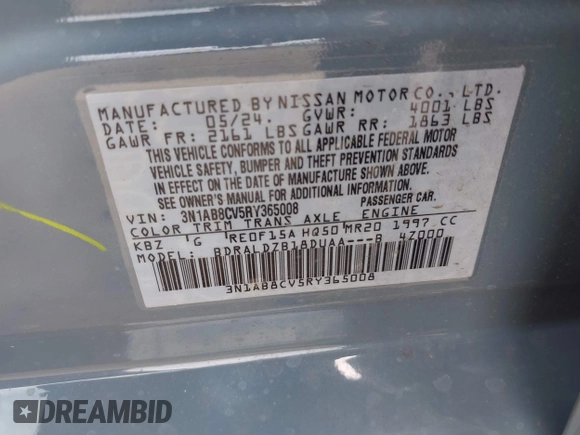 MANUFACTURED BY NISSAN MOTOR CO., LTD.
DATE: 05/24. GVWR: 4001 LBS
GAWR FR: 2161 LBS GAWR RR: 1863 LBS
THIS VEHICLE CONFORMS TO ALL APPLICABLE FEDERAL MOTOR
VEHICLE SAFETY, BUMPER AND THEFT PREVENTION STANDARDS
IN EFFECT ON THE DATE OF MANUFACTURE SHOWN ABOVE.
SEE OWNER'S MANUAL FOR ADDITIONAL INFORMATION.
VIN: 3N1AB8CV5RY365008 PASSENGER CAR.
COLOR TRIM TRANS AXLE ENGINE
KBZ G RE0F15A HQ50 MR20 1997 CC
MODEL: BDRALDZB18DUAA---B 4Z000
3N1AB8CV5RY365008
DREAMBID